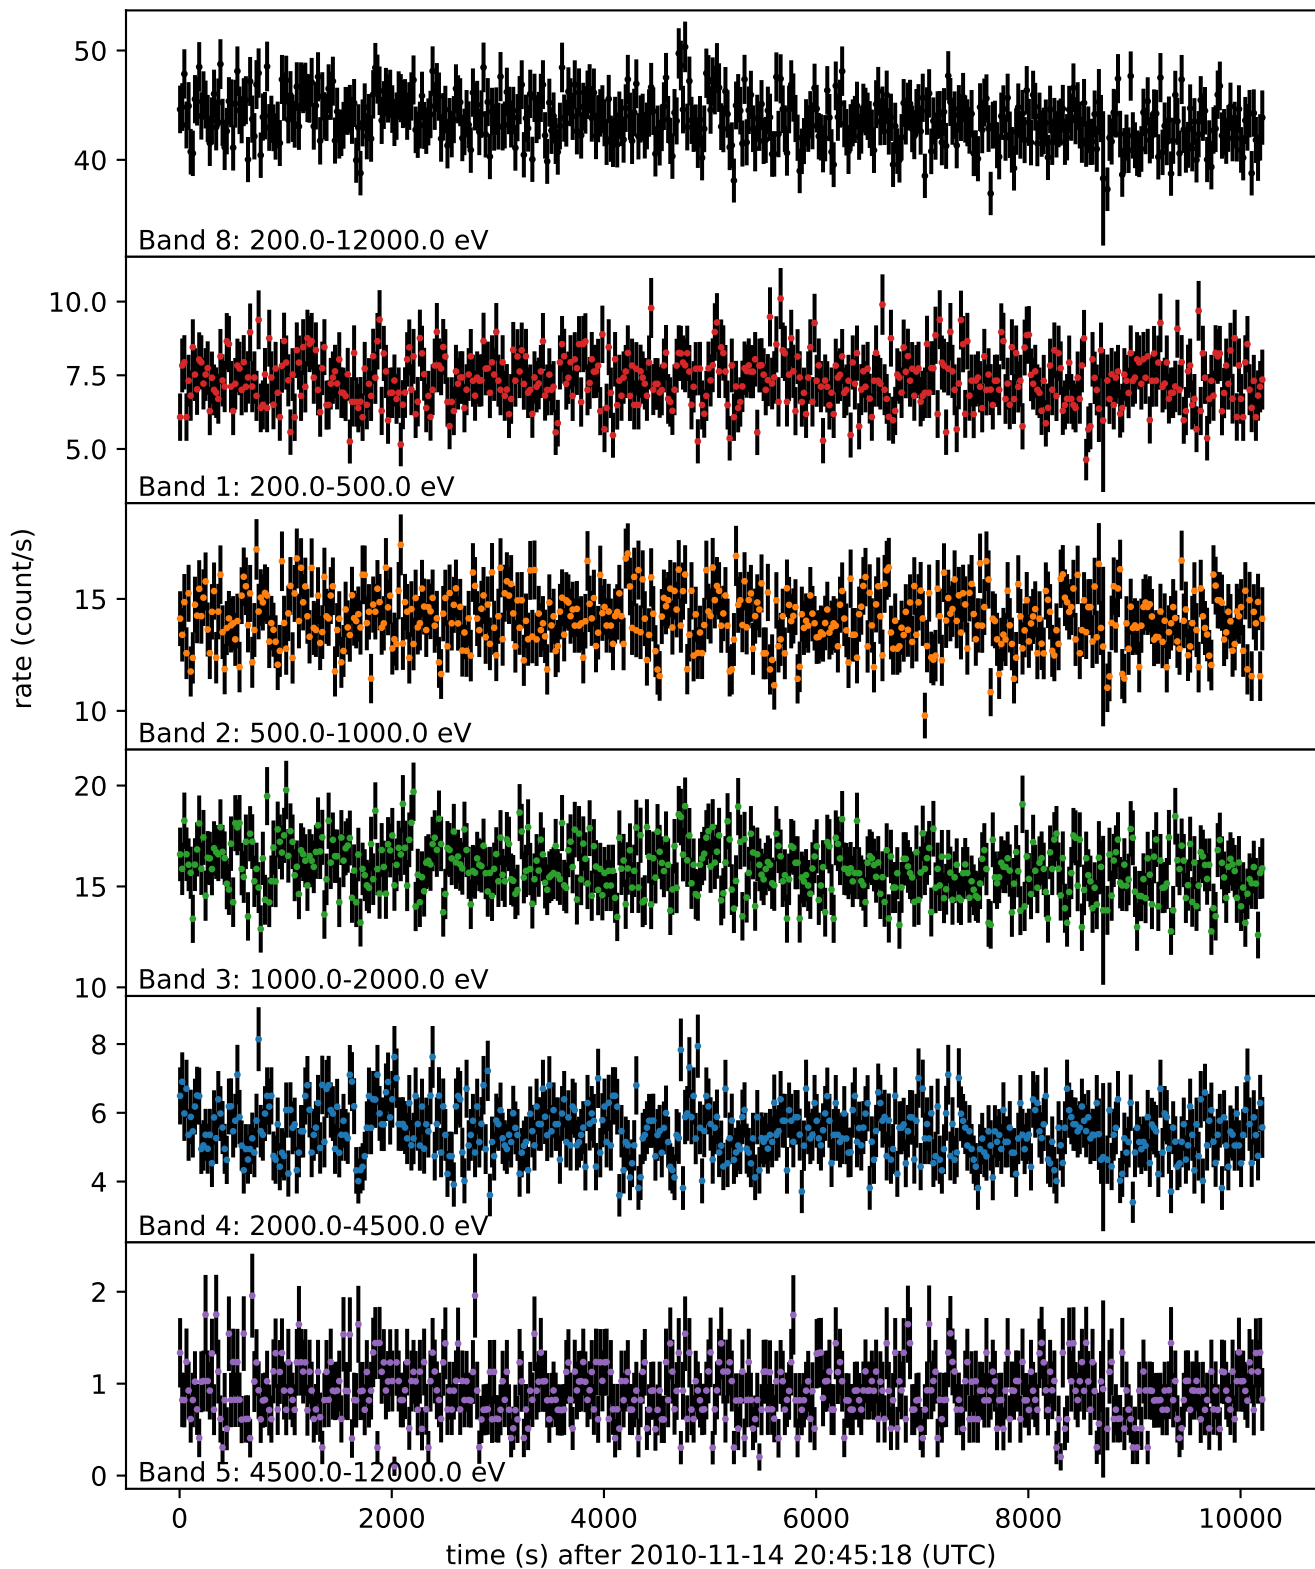 50
40
Band 8: 200.0-12000.0 eV
10.0
7.5
5.0
Band 1: 200.0-500.0 eV
15
10
Band 2: 500.0-1000.0 eV
rate (count/s)
20
15
10
Band 3: 1000.0-2000.0 eV
8
6
4
Band 4: 2000.0-4500.0 eV
2
1
0
Band 5: 4500.0-12000.0 eV
0 2000 4000 6000 8000 10000
time (s) after 2010-11-14 20:45:18 (UTC)